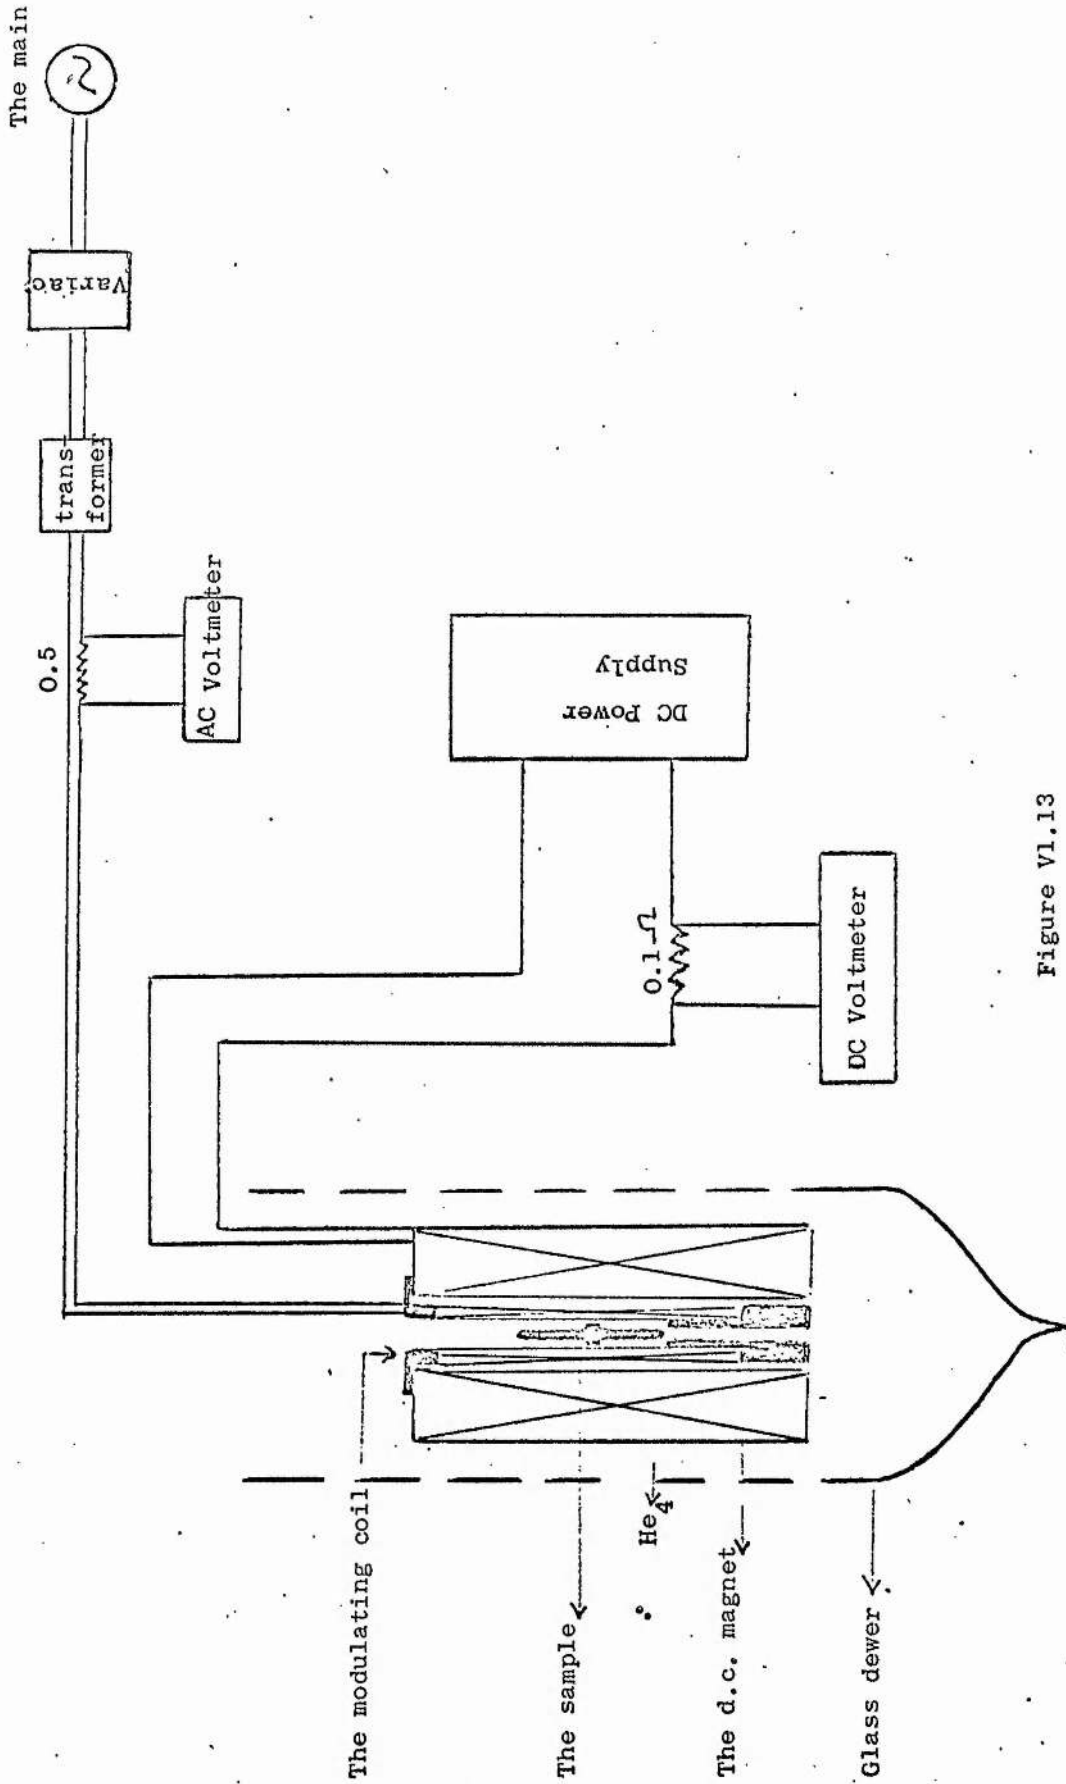 The main
Variac
trans
former
0.5
AC Voltmeter
DC Power
Supply
0.1 Ω
DC Voltmeter
The modulating coil
The sample
He4
The d.c. magnet
Glass dewer
Figure V1.13